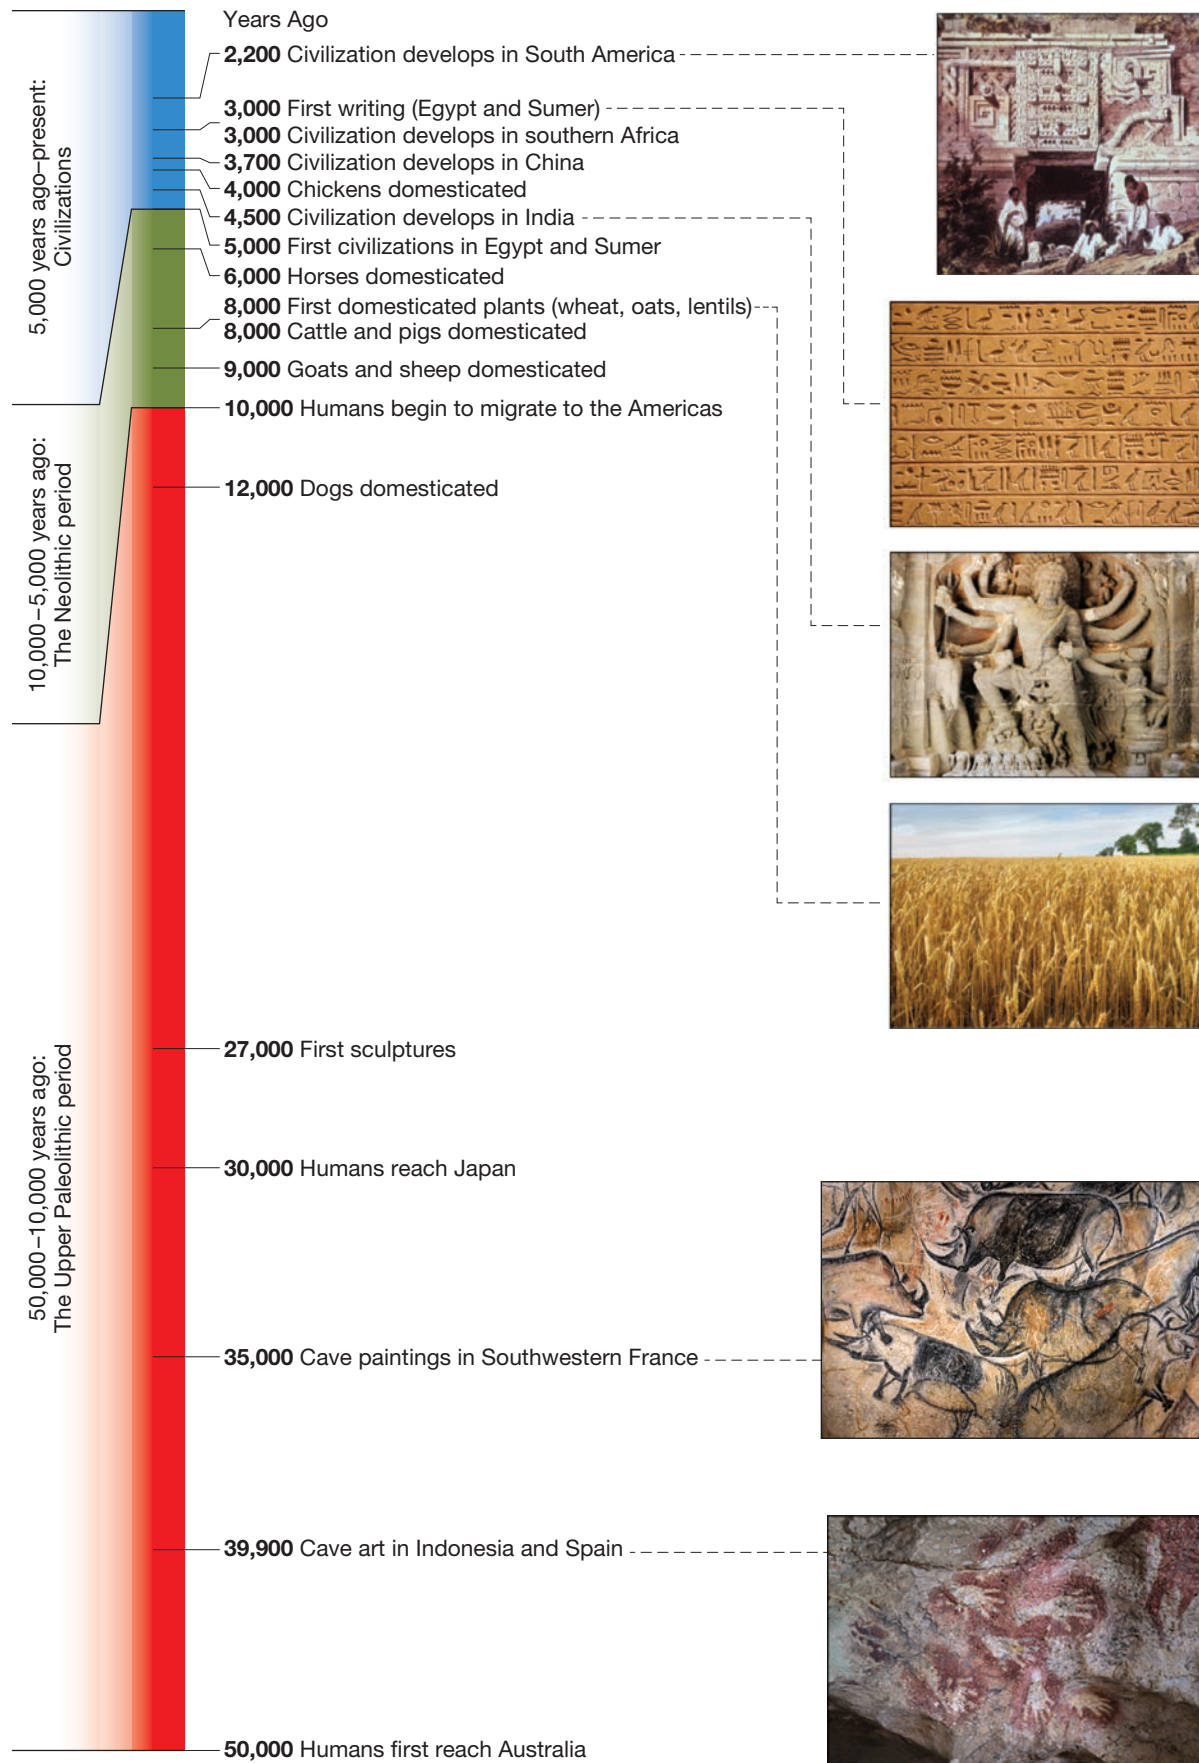 Years Ago
2,200 Civilization develops in South America
3,000 First writing (Egypt and Sumer)
3,000 Civilization develops in southern Africa
3,700 Civilization develops in China
4,000 Chickens domesticated
4,500 Civilization develops in India
5,000 First civilizations in Egypt and Sumer
6,000 Horses domesticated
8,000 First domesticated plants (wheat, oats, lentils)
8,000 Cattle and pigs domesticated
9,000 Goats and sheep domesticated
10,000 Humans begin to migrate to the Americas
12,000 Dogs domesticated
27,000 First sculptures
30,000 Humans reach Japan
35,000 Cave paintings in Southwestern France
39,900 Cave art in Indonesia and Spain
50,000 Humans first reach Australia
5,000 years ago–present:
Civilizations
10,000–5,000 years ago:
The Neolithic period
50,000–10,000 years ago:
The Upper Paleolithic period